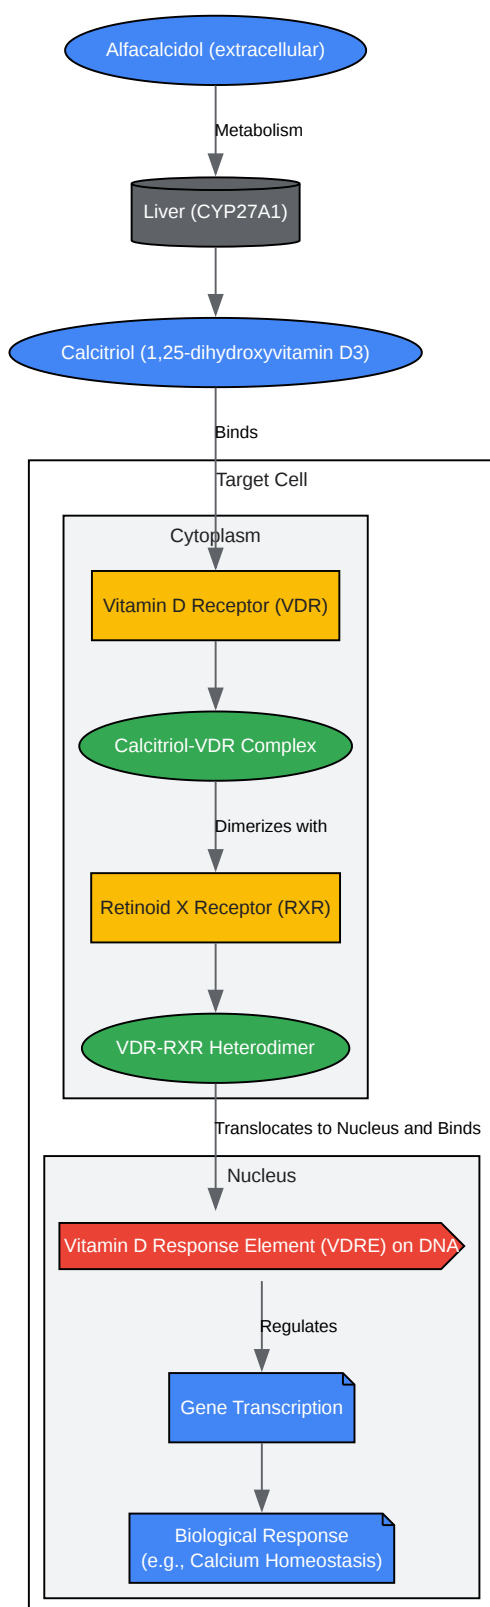 Alfacalcidol (extracellular)
Metabolism
Liver (CYP27A1)
Calcitriol (1,25-dihydroxyvitamin D3)
Binds
Target Cell
Cytoplasm
Vitamin D Receptor (VDR)
Calcitriol-VDR Complex
Dimerizes with
Retinoid X Receptor (RXR)
VDR-RXR Heterodimer
Translocates to Nucleus and Binds
Nucleus
Vitamin D Response Element (VDRE) on DNA
Regulates
Gene Transcription
Biological Response
(e.g., Calcium Homeostasis)